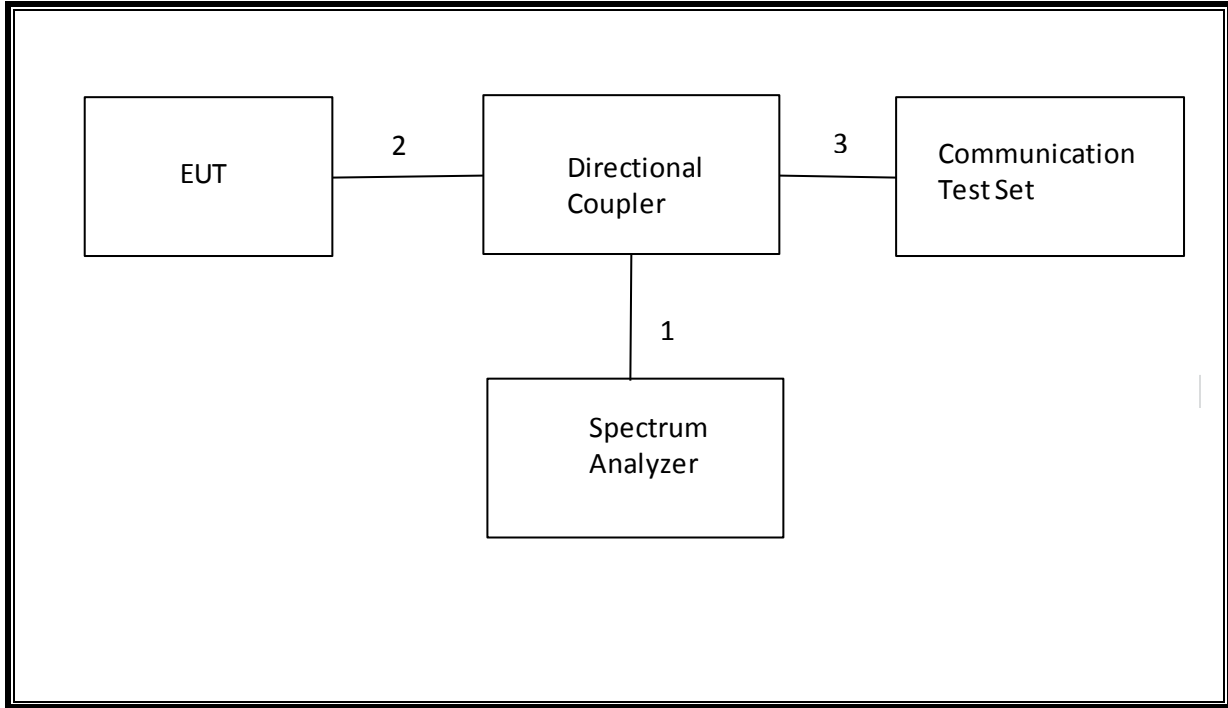 EUT
2
Directional
Coupler
3
Communication
Test Set
1
Spectrum
Analyzer